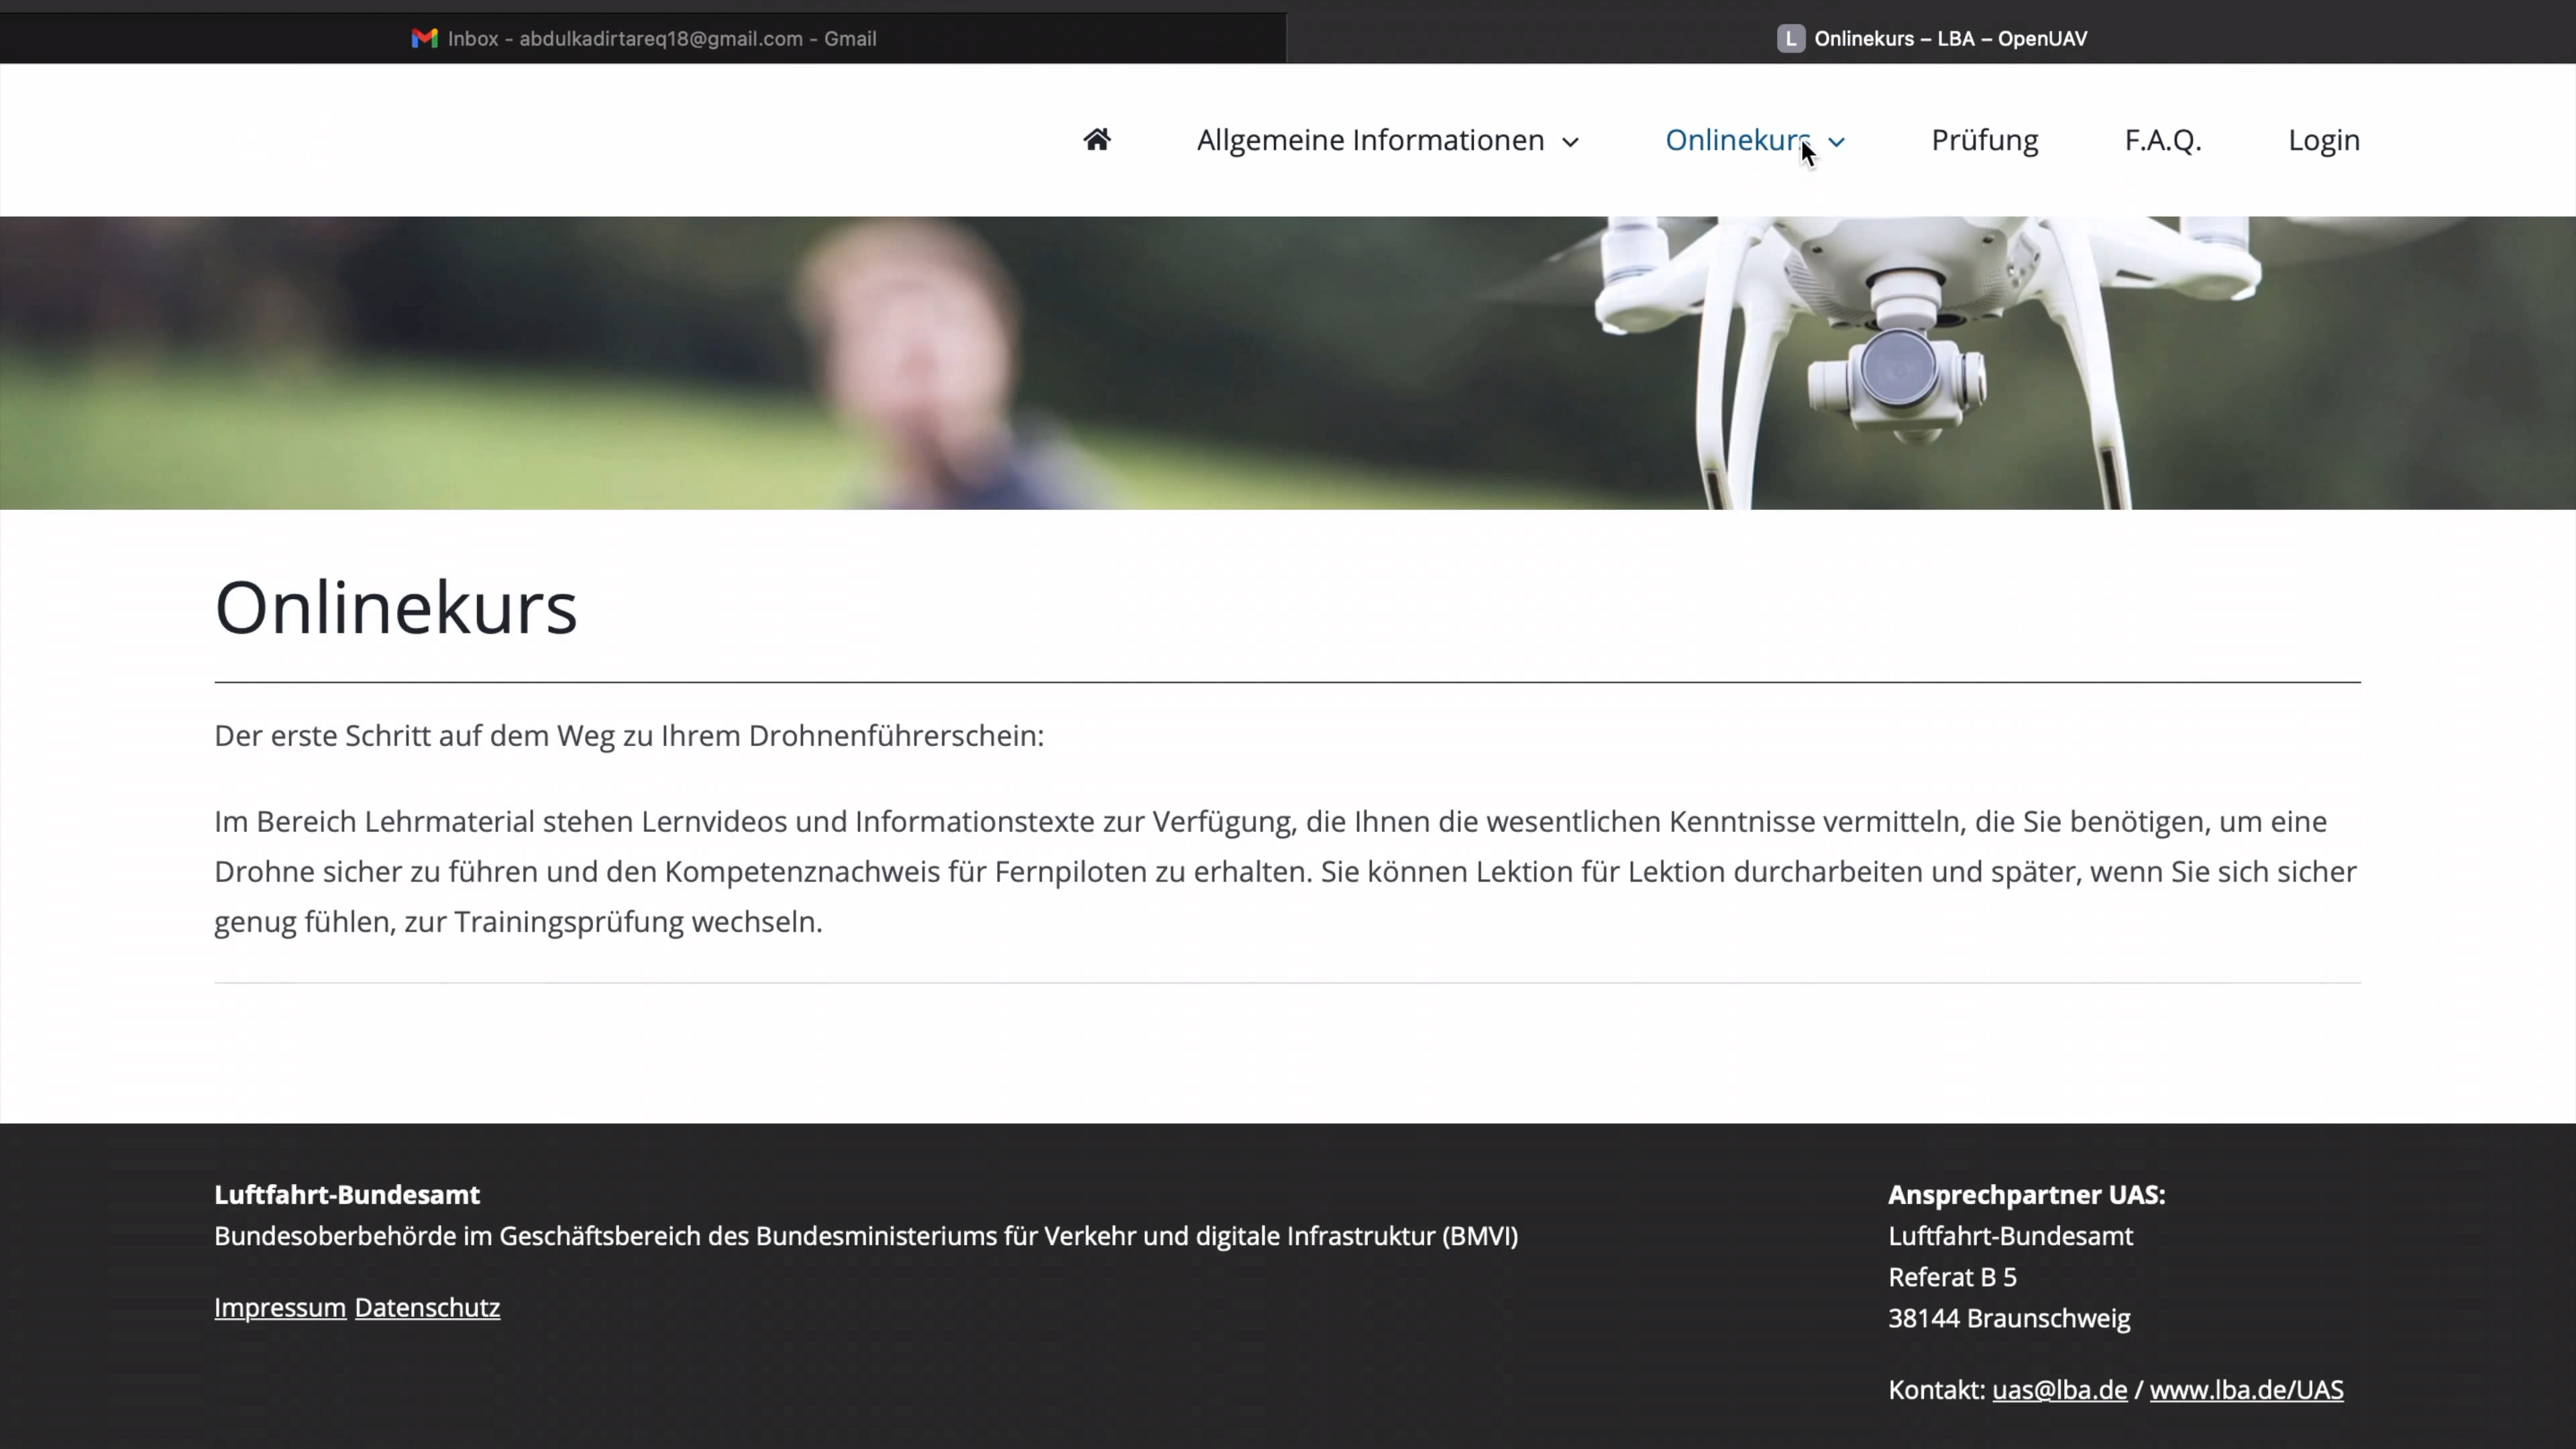 Inbox - abdulkadirtareq18@gmail.com - Gmail
L Onlinekurs – LBA – OpenUAV
Allgemeine Informationen Onlinekurs Prüfung F.A.Q. Login
Onlinekurs
Der erste Schritt auf dem Weg zu Ihrem Drohnenführerschein:
Im Bereich Lehrmaterial stehen Lernvideos und Informationstexte zur Verfügung, die Ihnen die wesentlichen Kenntnisse vermitteln, die Sie benötigen, um eine
Drohne sicher zu führen und den Kompetenznachweis für Fernpiloten zu erhalten. Sie können Lektion für Lektion durcharbeiten und später, wenn Sie sich sicher
genug fühlen, zur Trainingsprüfung wechseln.
Luftfahrt-Bundesamt
Bundesoberbehörde im Geschäftsbereich des Bundesministeriums für Verkehr und digitale Infrastruktur (BMVI)
Impressum Datenschutz
Ansprechpartner UAS:
Luftfahrt-Bundesamt
Referat B 5
38144 Braunschweig
Kontakt: uas@lba.de / www.lba.de/UAS